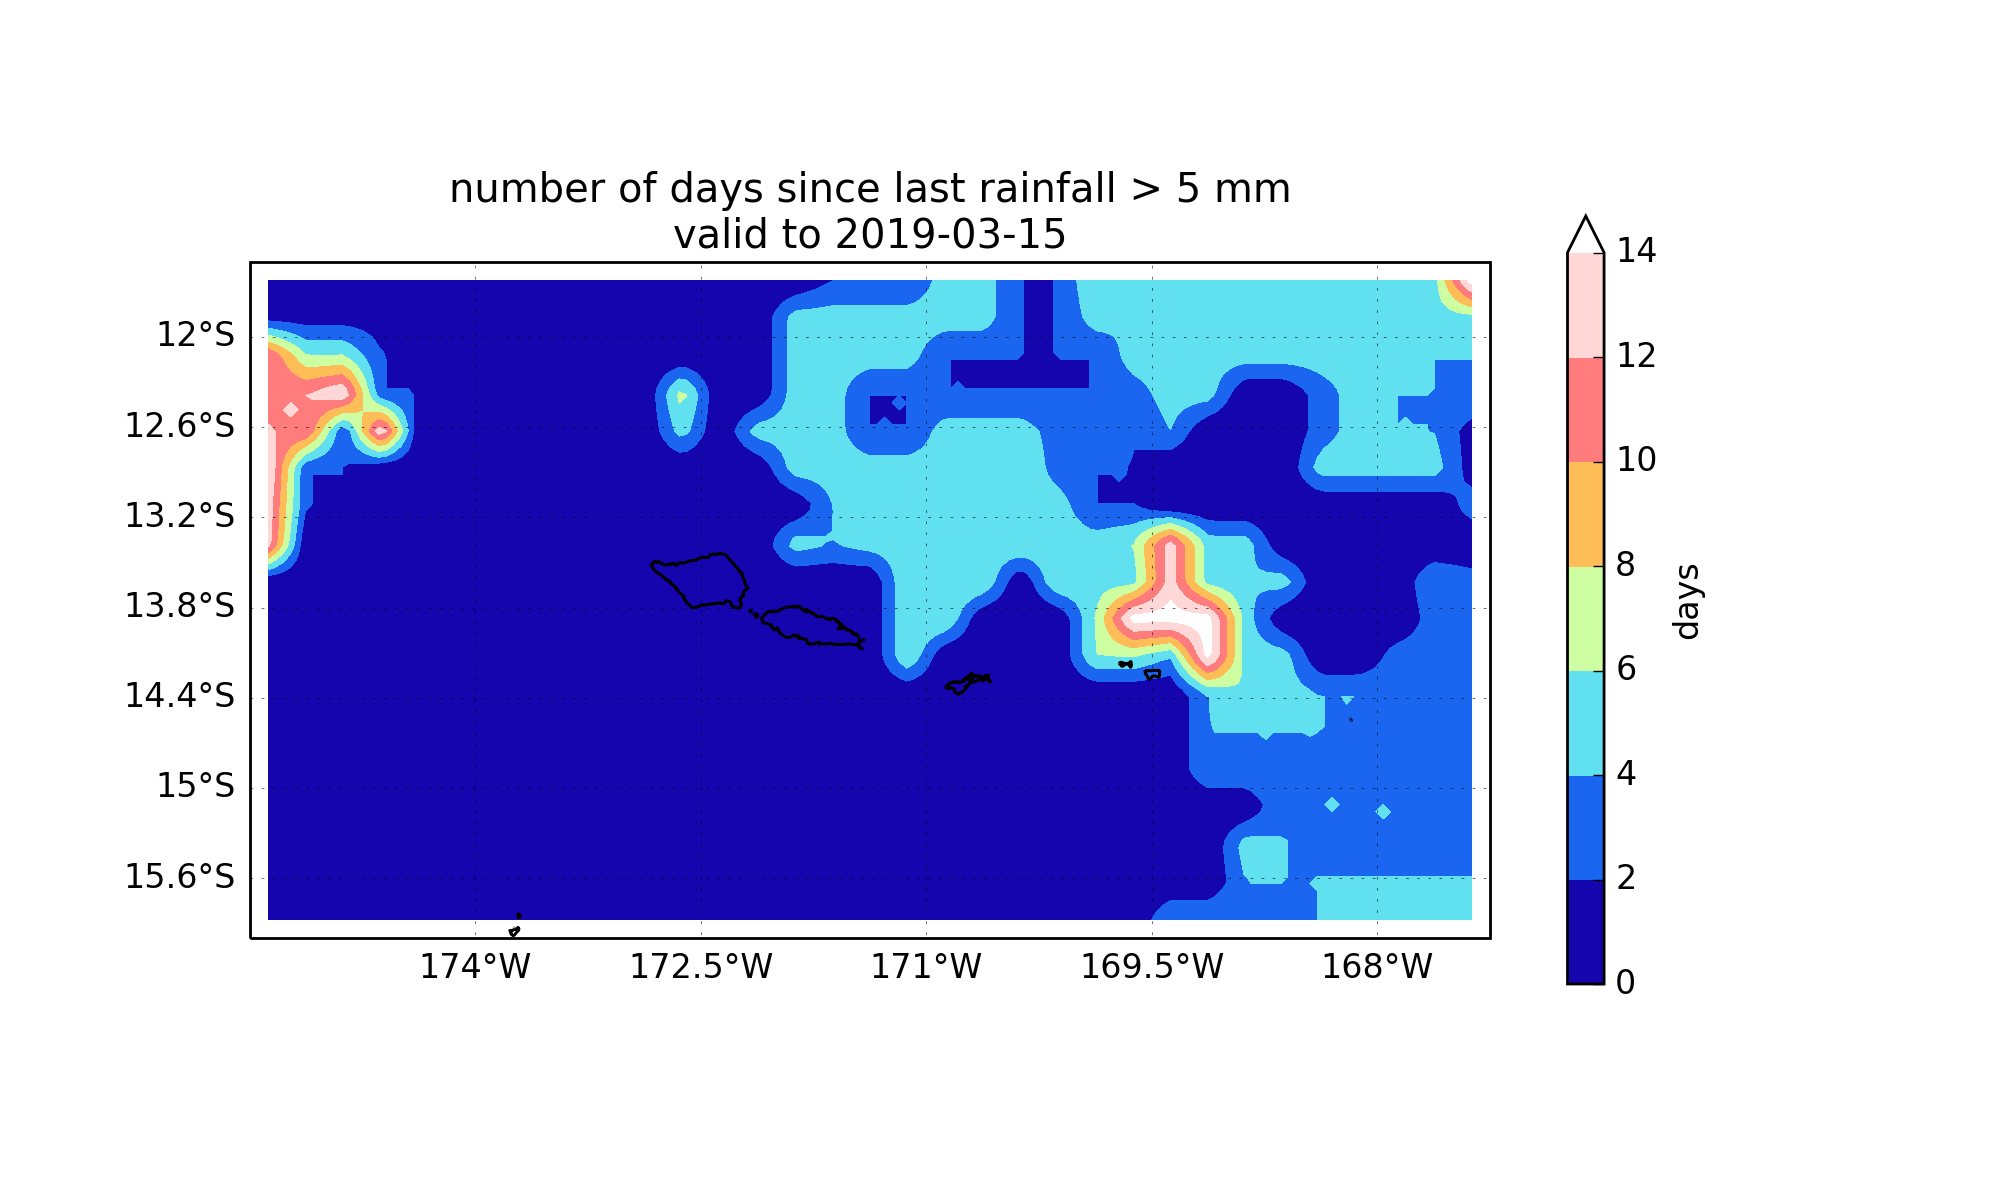 number of days since last rainfall > 5 mm
valid to 2019-03-15
12°S
12.6°S
13.2°S
13.8°S
14.4°S
15°S
15.6°S
174°W 172.5°W 171°W 169.5°W 168°W
14
12
10
8
6
4
2
0
days